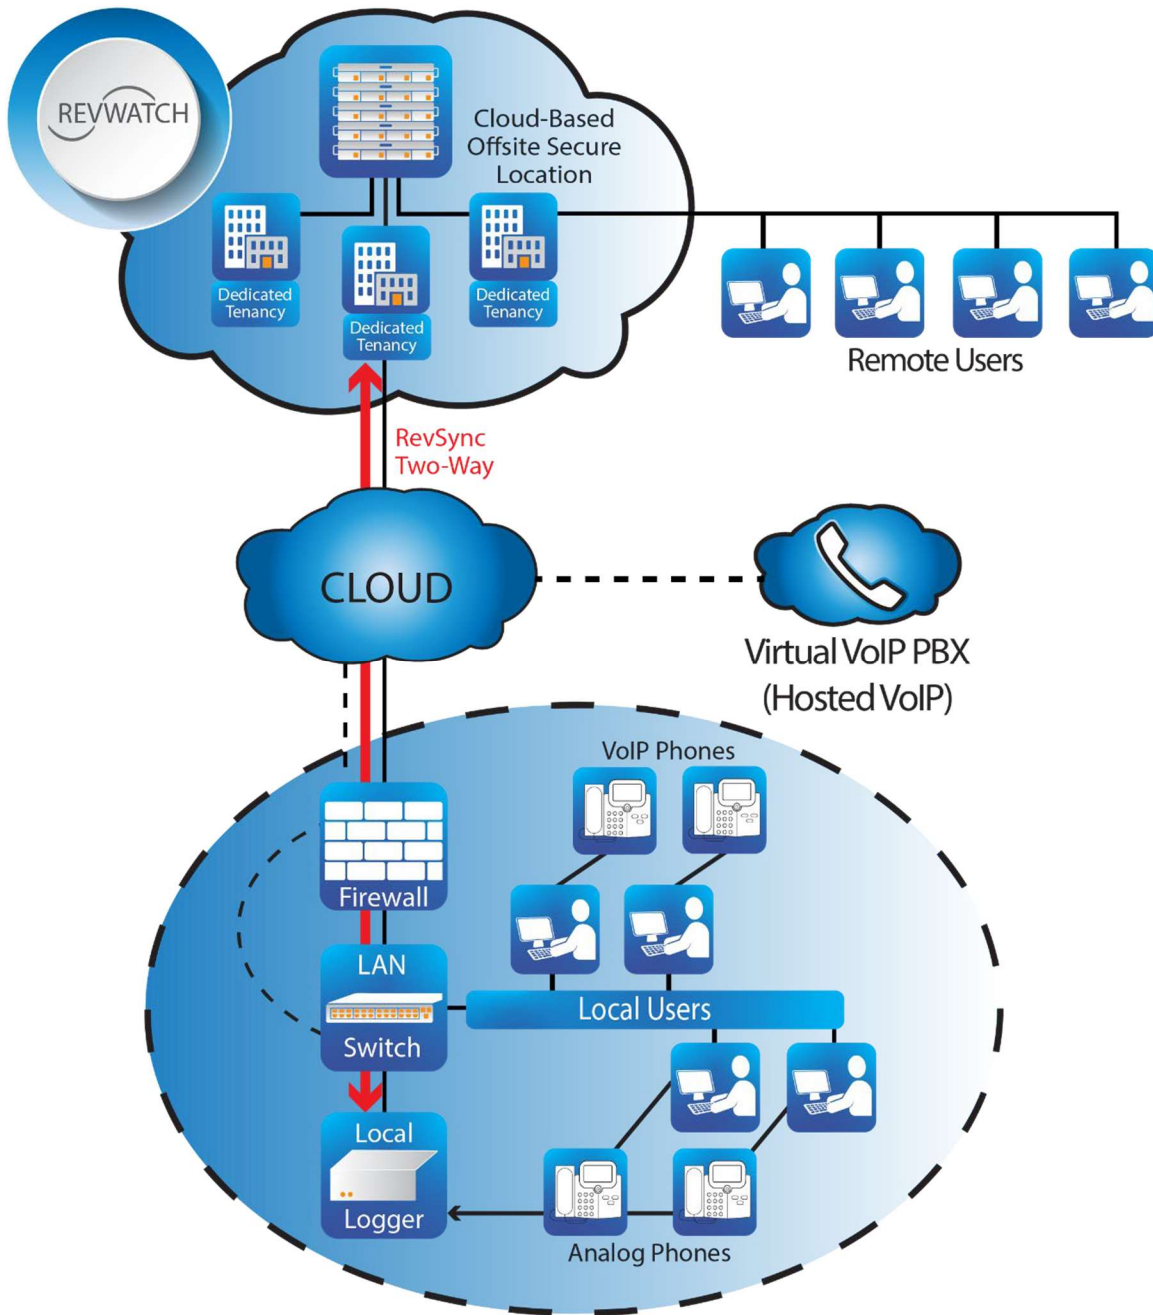 REVWATCH
Cloud-Based
Offsite Secure
Location
Dedicated
Tenancy
Dedicated
Tenancy
Dedicated
Tenancy
Remote Users
RevSync
Two-Way
CLOUD
Virtual VoIP PBX
(Hosted VoIP)
VoIP Phones
Firewall
LAN
Switch
Local Users
Local
Logger
Analog Phones